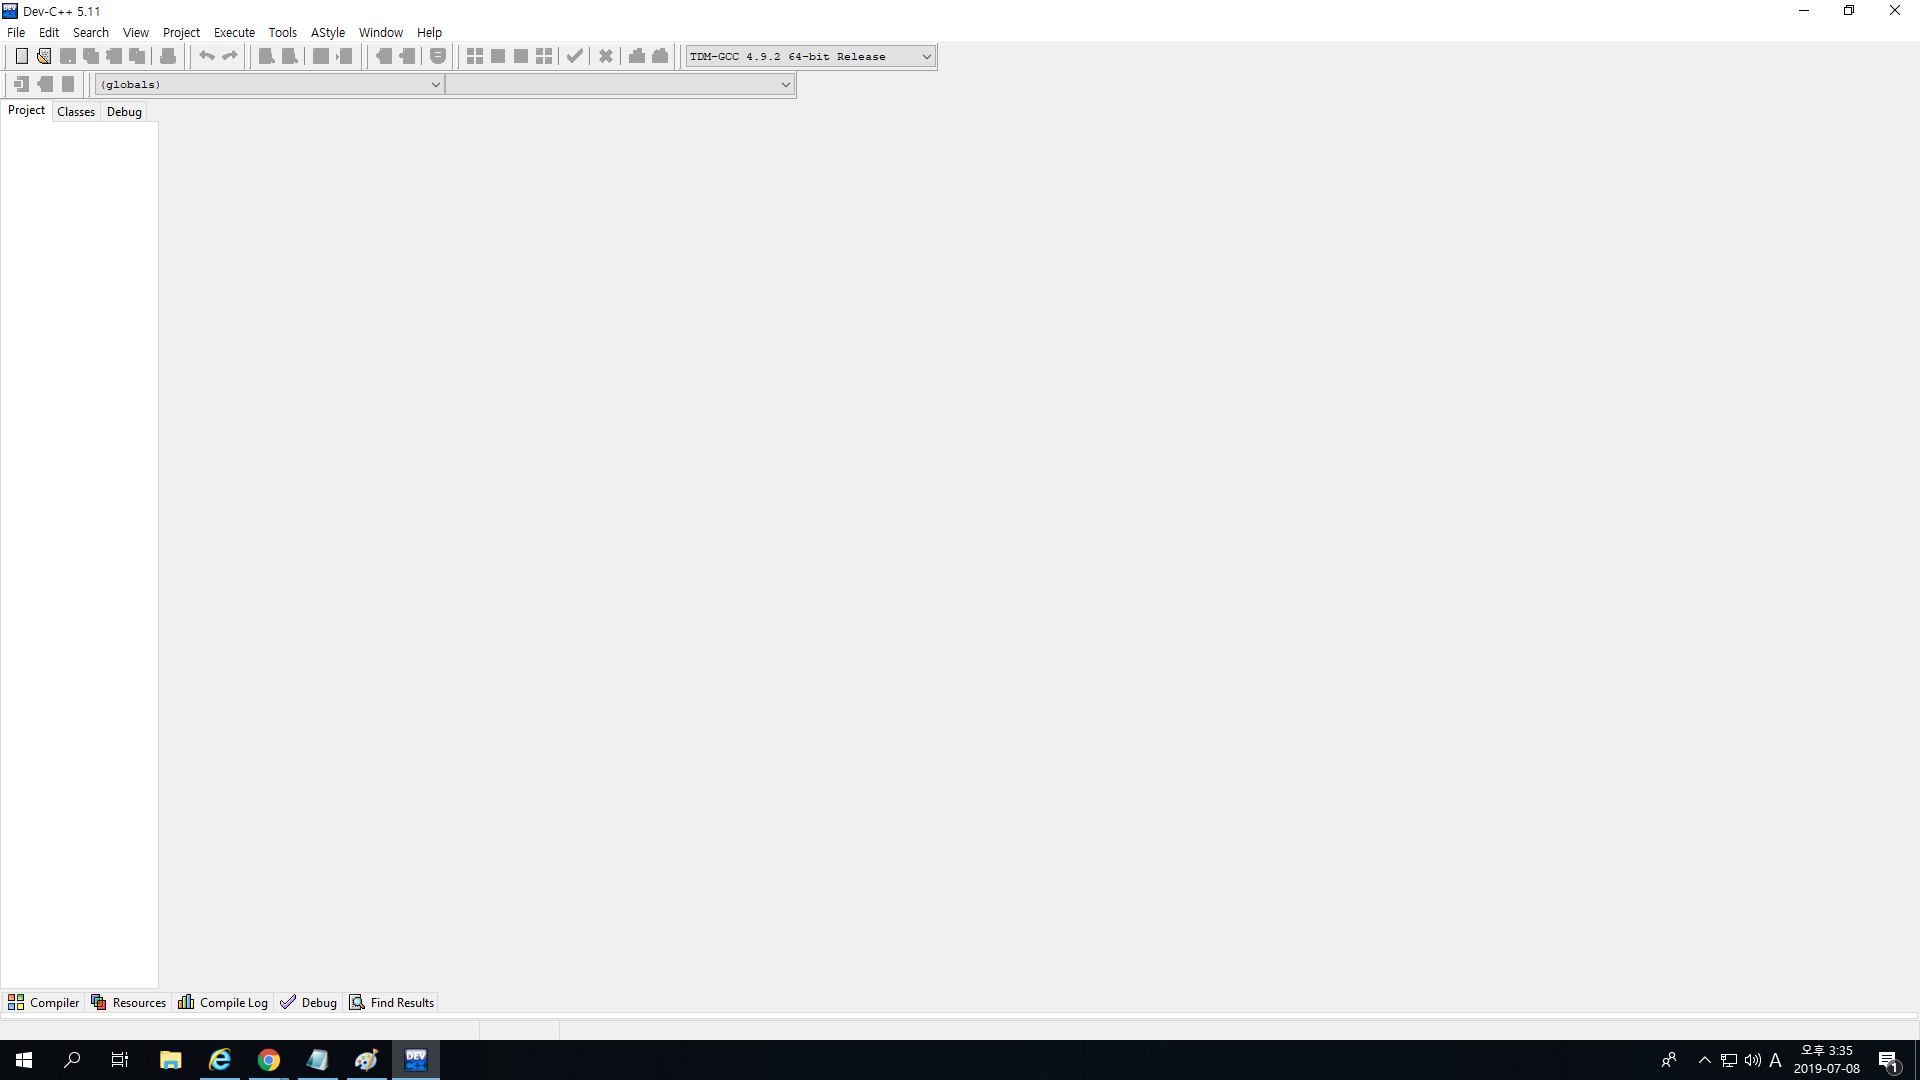 Dev-C++ 5.11
File Edit Search View Project Execute Tools AStyle Window Help
TDM-GCC 4.9.2 64-bit Release
(globals)
Project Classes Debug
Compiler Resources Compile Log Debug Find Results
DEV C++ A 오후 3:35
2019-07-08 1